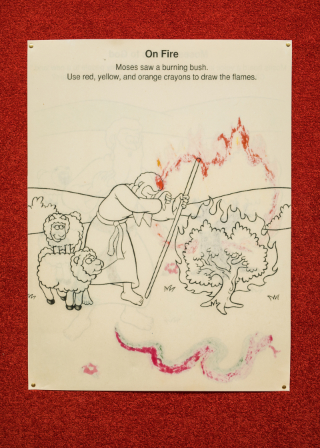 On Fire
Moses saw a burning bush.
Use red, yellow, and orange crayons to draw the flames.